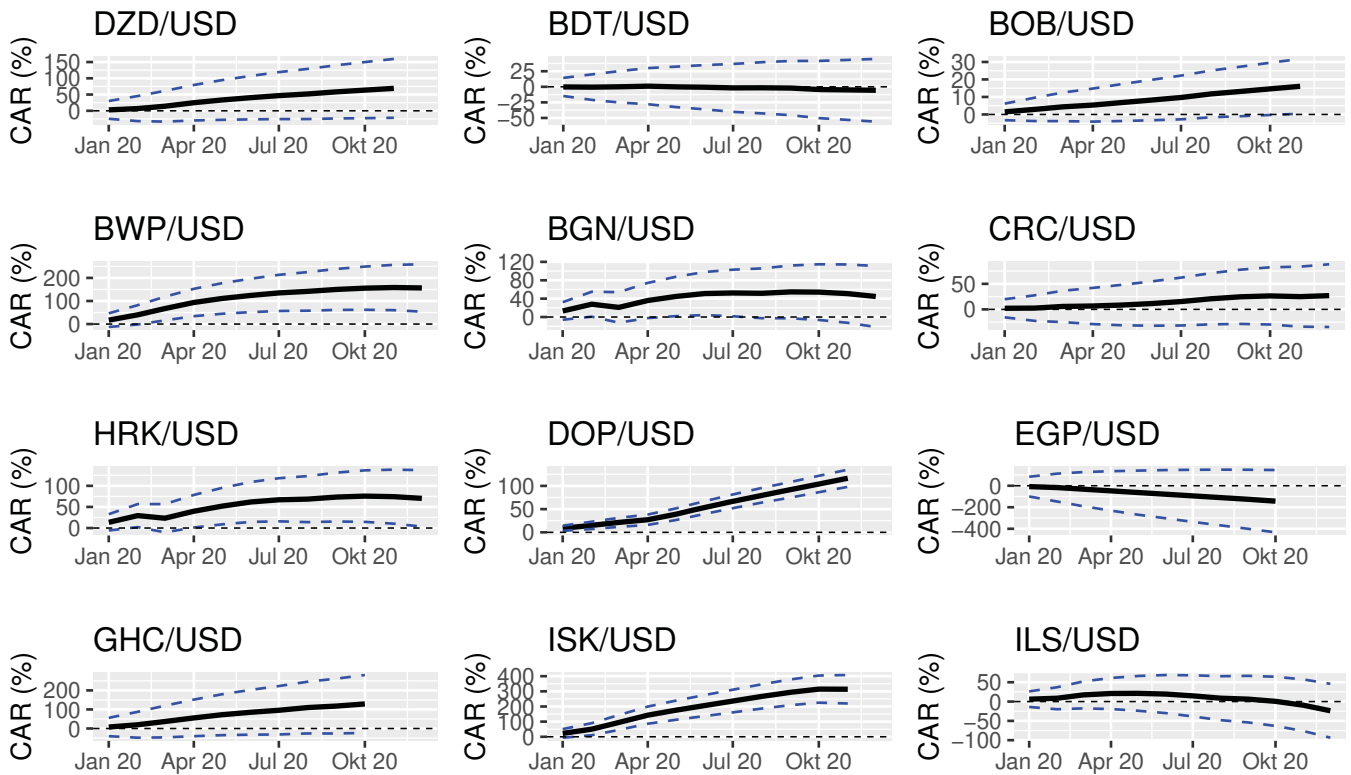 DZD/USD
CAR (%)
150
100
50
0
Jan 20 Apr 20 Jul 20 Okt 20
BDT/USD
CAR (%)
25
0
−25
−50
Jan 20 Apr 20 Jul 20 Okt 20
BOB/USD
CAR (%)
30
20
10
0
Jan 20 Apr 20 Jul 20 Okt 20
BWP/USD
CAR (%)
200
100
0
Jan 20 Apr 20 Jul 20 Okt 20
BGN/USD
CAR (%)
120
80
40
0
Jan 20 Apr 20 Jul 20 Okt 20
CRC/USD
CAR (%)
50
0
Jan 20 Apr 20 Jul 20 Okt 20
HRK/USD
CAR (%)
100
50
0
Jan 20 Apr 20 Jul 20 Okt 20
DOP/USD
CAR (%)
100
50
0
Jan 20 Apr 20 Jul 20 Okt 20
EGP/USD
CAR (%)
0
−200
−400
Jan 20 Apr 20 Jul 20 Okt 20
GHC/USD
CAR (%)
200
100
0
Jan 20 Apr 20 Jul 20 Okt 20
ISK/USD
CAR (%)
400
300
200
100
0
Jan 20 Apr 20 Jul 20 Okt 20
ILS/USD
CAR (%)
50
0
−50
−100
Jan 20 Apr 20 Jul 20 Okt 20